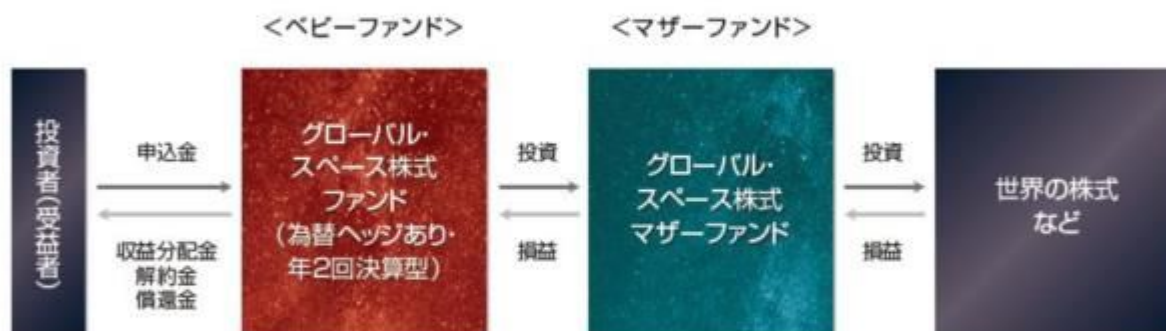 ＜ベビーファンド＞
＜マザーファンド＞
投資者(受益者)
申込金
収益分配金
解約金
償還金
グローバル・
スペース株式
ファンド
（為替ヘッジあり・
年2回決算型）
投資
損益
グローバル・
スペース株式
マザーファンド
投資
損益
世界の株式
など